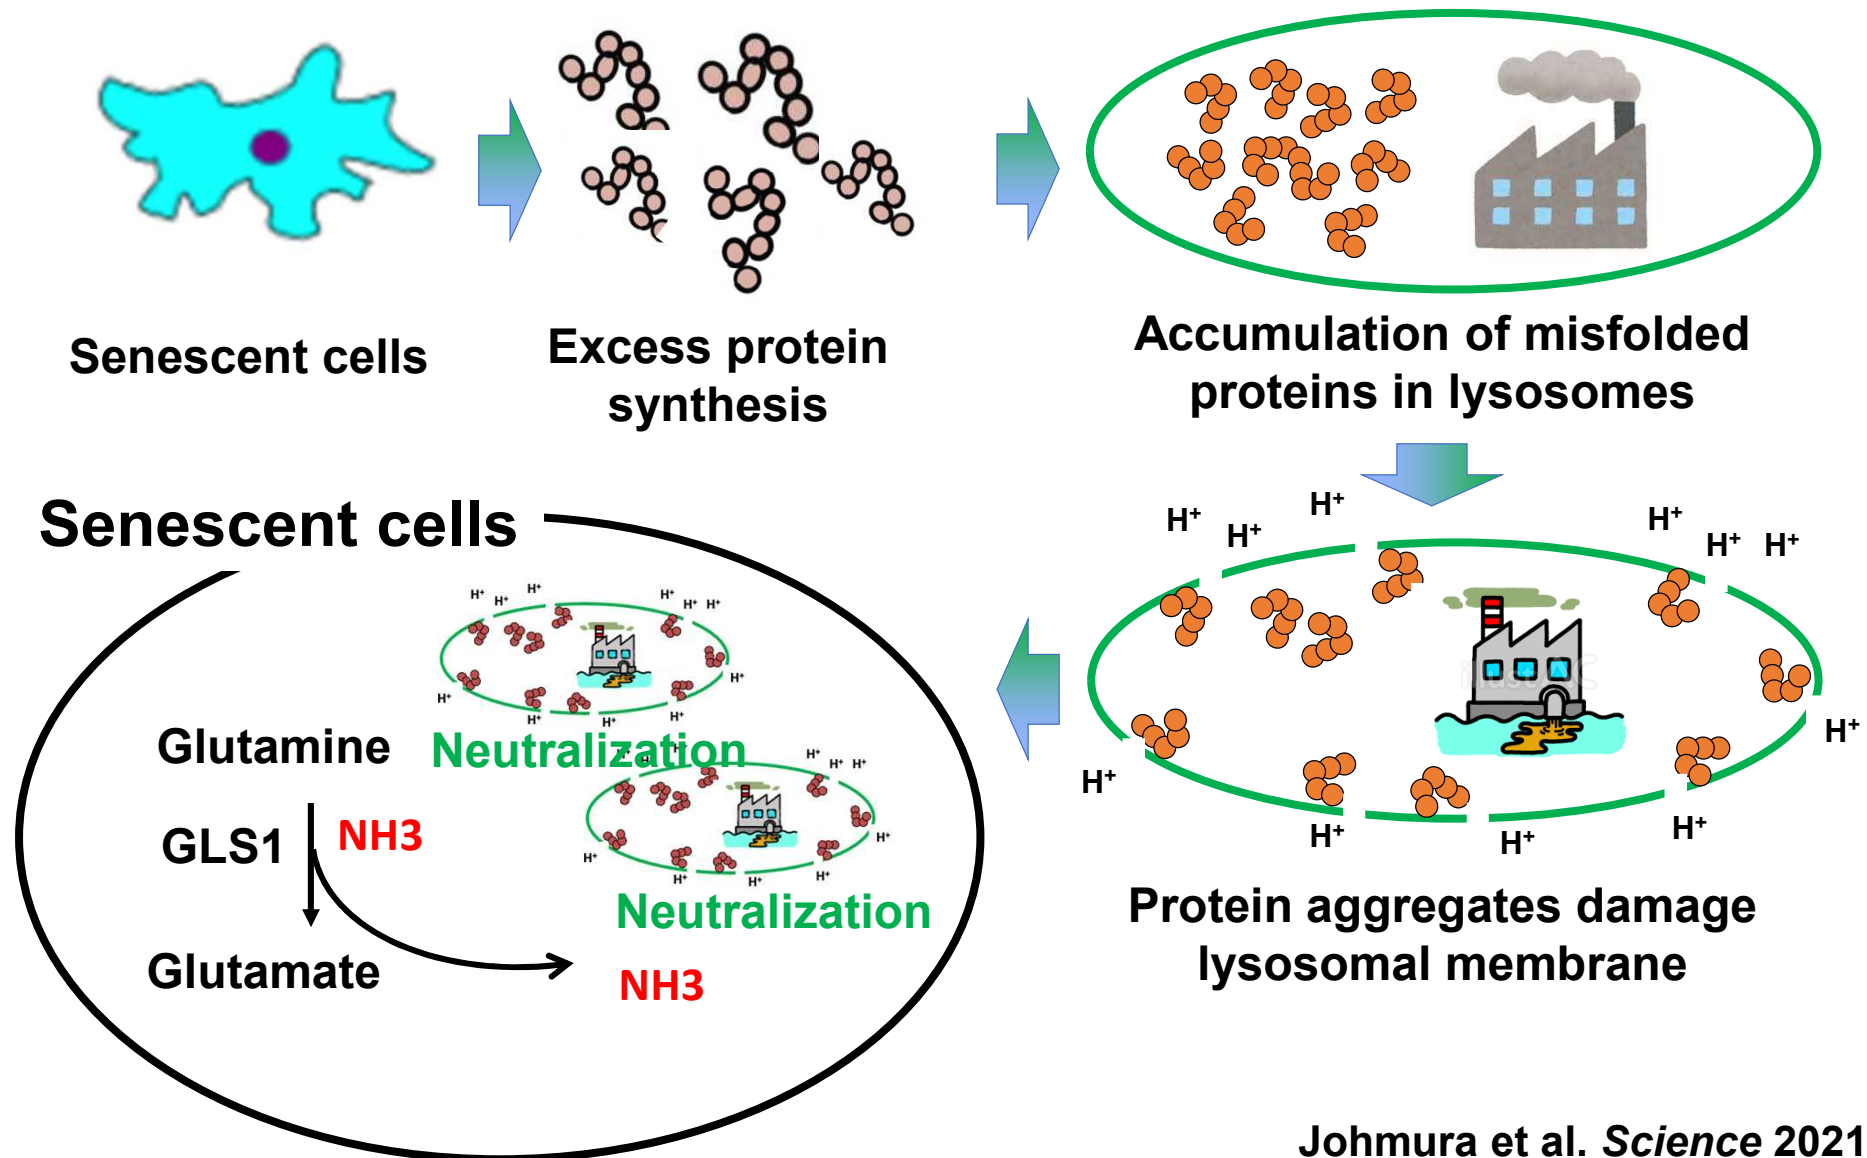 Senescent cells
Excess protein
synthesis
Accumulation of misfolded
proteins in lysosomes
H⁺
H⁺
H⁺
H⁺
H⁺
H⁺
illustAC
H⁺
H⁺
H⁺
H⁺
H⁺
Protein aggregates damage
lysosomal membrane
Senescent cells
H⁺
H⁺
H⁺
H⁺
H⁺
H⁺
H⁺
H⁺
H⁺
H⁺
H⁺
Neutralization
H⁺
H⁺
H⁺
H⁺
H⁺
H⁺
H⁺
H⁺
H⁺
H⁺
Neutralization
Glutamine
GLS1
NH3
Glutamate
NH3
Johmura et al. Science 2021